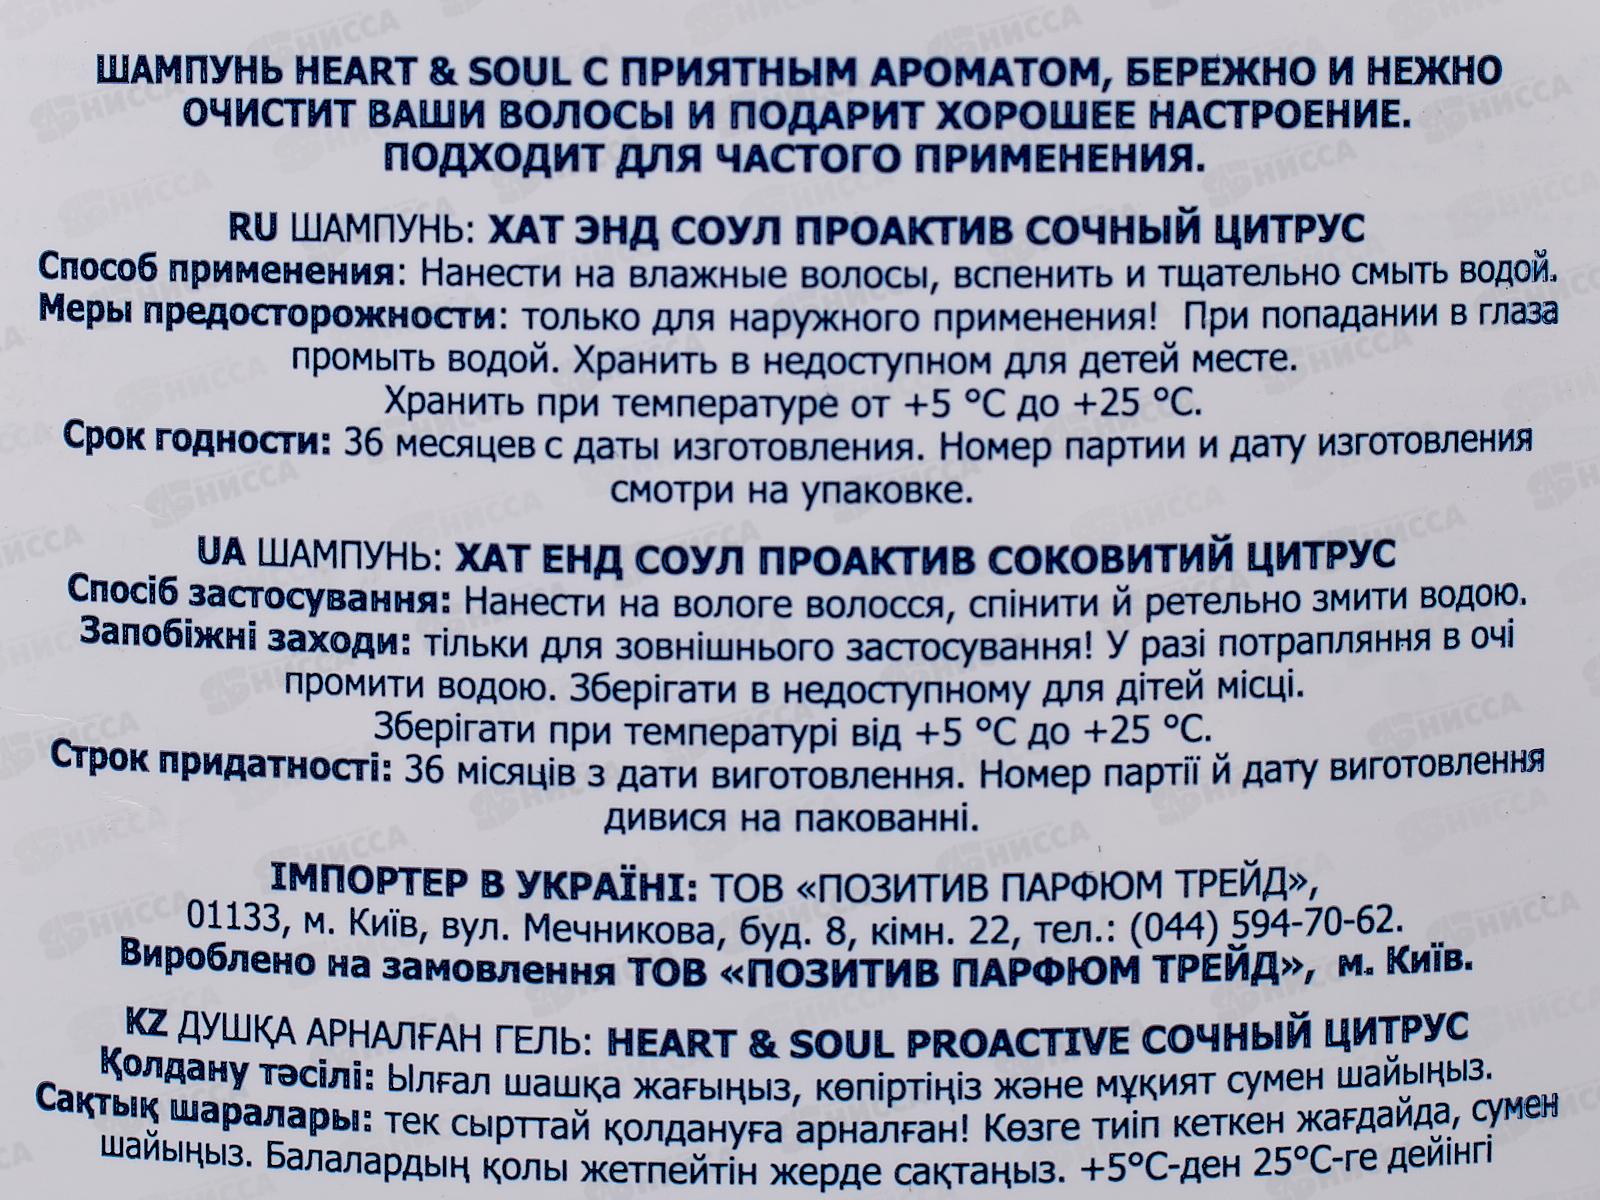 ШАМПУНЬ HEART & SOUL С ПРИЯТНЫМ АРОМАТОМ, БЕРЕЖНО И НЕЖНО
ОЧИСТИТ ВАШИ ВОЛОСЫ И ПОДАРИТ ХОРОШЕЕ НАСТРОЕНИЕ.
ПОДХОДИТ ДЛЯ ЧАСТОГО ПРИМЕНЕНИЯ.
RU ШАМПУНЬ: ХАТ ЭНД СОУЛ ПРОАКТИВ СОЧНЫЙ ЦИТРУС
Способ применения: Нанести на влажные волосы, вспенить и тщательно смыть водой.
Меры предосторожности: только для наружного применения! При попадании в глаза
промыть водой. Хранить в недоступном для детей месте.
Хранить при температуре от +5 °С до +25 °С.
Срок годности: 36 месяцев с даты изготовления. Номер партии и дату изготовления
смотри на упаковке.
UA ШАМПУНЬ: ХАТ ЕНД СОУЛ ПРОАКТИВ СОКОВИТИЙ ЦИТРУС
Спосіб застосування: Нанести на вологе волосся, спінити й ретельно змити водою.
Запобіжні заходи: тільки для зовнішнього застосування! У разі потрапляння в очі
промити водою. Зберігати в недоступному для дітей місці.
Зберігати при температурі від +5 °С до +25 °С.
Строк придатності: 36 місяців з дати виготовлення. Номер партії й дату виготовлення
дивися на пакованні.
ІМПОРТЕР В УКРАЇНІ: ТОВ «ПОЗИТИВ ПАРФЮМ ТРЕЙД»,
01133, м. Київ, вул. Мечникова, буд. 8, кімн. 22, тел.: (044) 594-70-62.
Вироблено на замовлення ТОВ «ПОЗИТИВ ПАРФЮМ ТРЕЙД», м. Київ.
KZ ДУШҚА АРНАЛҒАН ГЕЛЬ: HEART & SOUL PROACTIVE СОЧНЫЙ ЦИТРУС
Қолдану тәсілі: Ылғал шашқа жағыңыз, көпіртіңіз және мұқият сумен шайыңыз.
Сақтық шаралары: тек сырттай қолдануға арналған! Көзге тиіп кеткен жағдайда, сумен
шайыңыз. Балалардың қолы жетпейтін жерде сақтаңыз. +5°С-ден 25°С-ге дейінгі